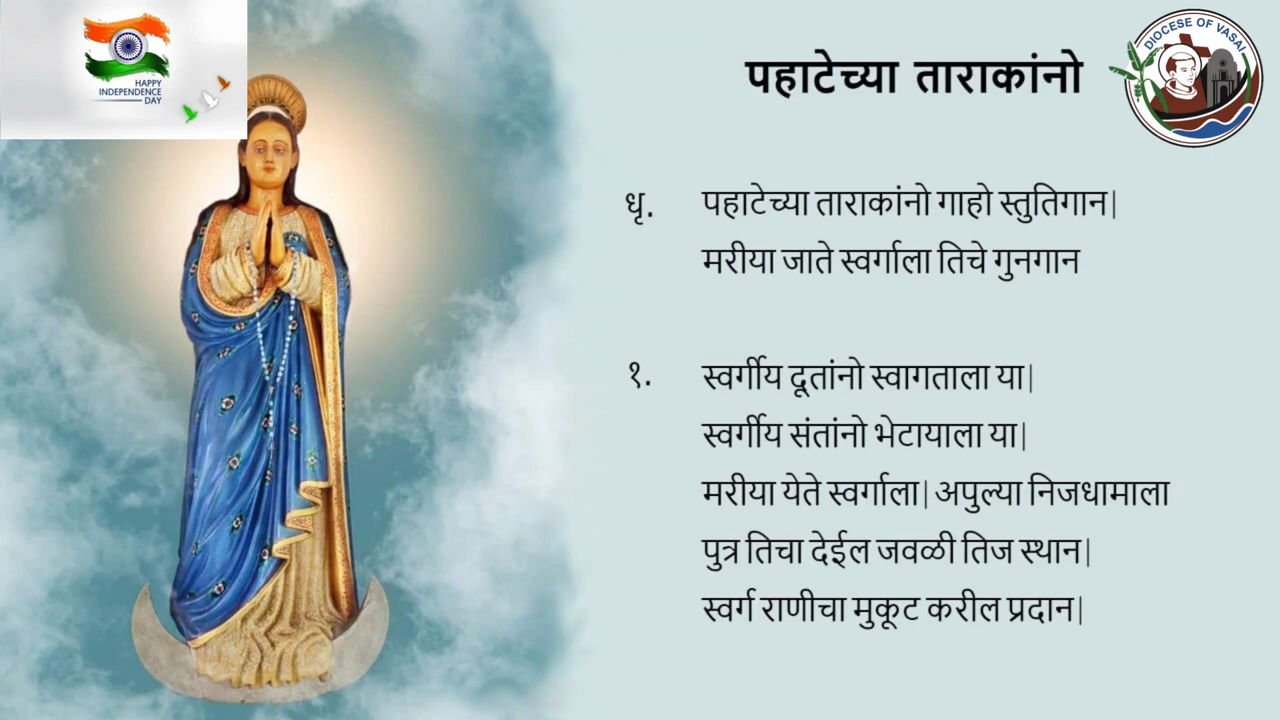 HAPPY
INDEPENDENCE
DAY
DIOCESE OF VASAI
पहाटेच्या ताराकांनो
धृ. पहाटेच्या ताराकांनो गाहो स्तुतिगान|
मरीया जाते स्वर्गाला तिचे गुनगान
१. स्वर्गीय दूतांनो स्वागताला या|
स्वर्गीय संतांनो भेटायाला या|
मरीया येते स्वर्गाला| अपुल्या निजधामाला
पुत्र तिचा देईल जवळी तिज स्थान|
स्वर्ग राणीचा मुकूट करील प्रदान|